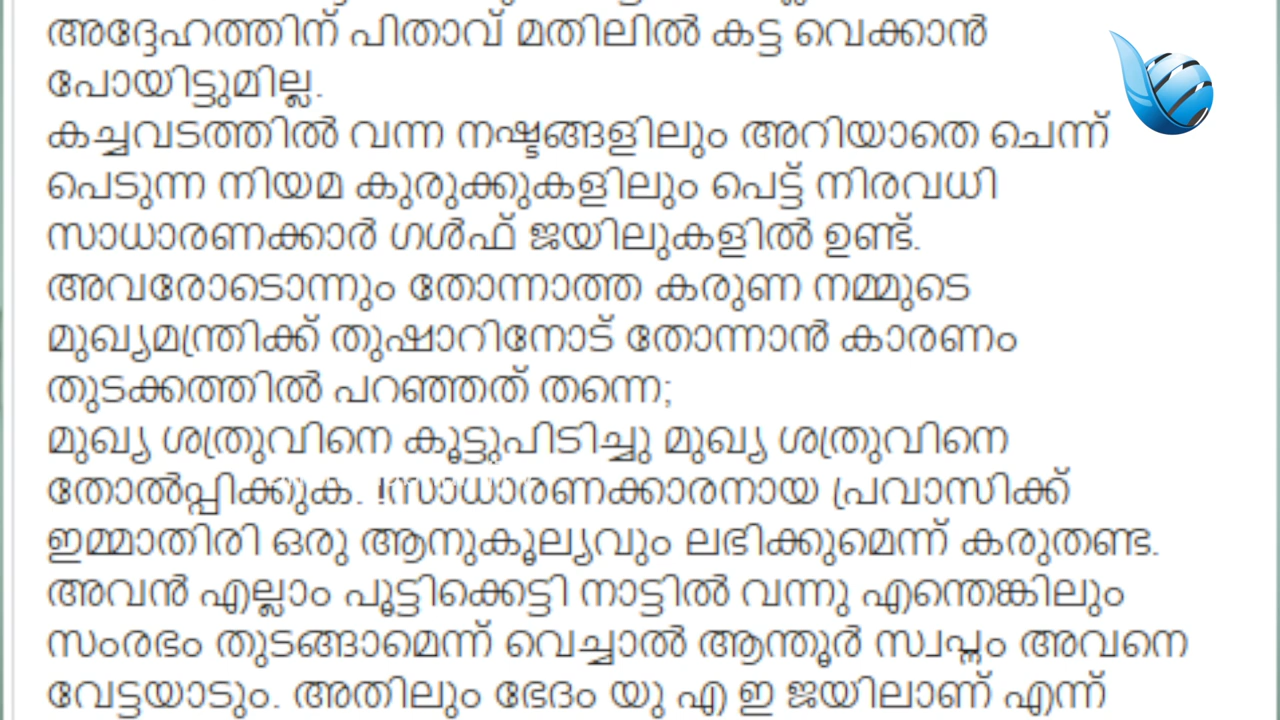 അദ്ദേഹത്തിന് പിതാവ് മതിലിൽ കട്ട വെക്കാൻ
പോയിട്ടുമില്ല.
കച്ചവടത്തിൽ വന്ന നഷ്ടങ്ങളിലും അറിയാതെ ചെന്ന്
പെടുന്ന നിയമ കുരുക്കുകളിലും പെട്ട് നിരവധി
സാധാരണക്കാർ ഗൾഫ് ജയിലുകളിൽ ഉണ്ട്.
അവരോടൊന്നും തോന്നാത്ത കരുണ നമ്മുടെ
മുഖ്യമന്ത്രിക്ക് തുഷാറിനോട് തോന്നാൻ കാരണം
തുടക്കത്തിൽ പറഞ്ഞത് തന്നെ;
മുഖ്യ ശത്രുവിനെ കൂട്ടുപിടിച്ചു മുഖ്യ ശത്രുവിനെ
തോൽപ്പിക്കുക. !സാധാരണക്കാരനായ പ്രവാസിക്ക്
ഇമ്മാതിരി ഒരു ആനുകൂല്യവും ലഭിക്കുമെന്ന് കരുതണ്ട.
അവൻ എല്ലാം പൂട്ടിക്കെട്ടി നാട്ടിൽ വന്നു എന്തെങ്കിലും
സംരഭം തുടങ്ങാമെന്ന് വെച്ചാൽ ആന്തൂർ സ്വപ്നം അവനെ
വേട്ടയാടും. അതിലും ഭേദം യു എ ഇ ജയിലാണ് എന്ന്